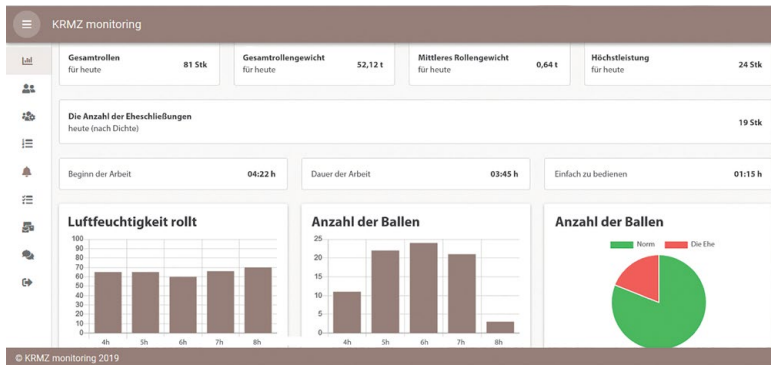 KRMZ monitoring
Gesamtrollen
für heute
81 Stk
Gesamtrollengewicht
für heute
52,12 t
Mittleres Rollengewicht
für heute
0,64 t
Höchstleistung
für heute
24 Stk
Die Anzahl der Eheschließungen
heute (nach Dichte)
19 Stk
Beginn der Arbeit
04:22 h
Dauer der Arbeit
03:45 h
Einfach zu bedienen
01:15 h
Luftfeuchtigkeit rollt
100
90
80
70
60
50
40
30
20
10
0
4h 5h 6h 7h 8h
Anzahl der Ballen
25
20
15
10
5
0
4h 5h 6h 7h 8h
Anzahl der Ballen
Norm Die Ehe
© KRMZ monitoring 2019